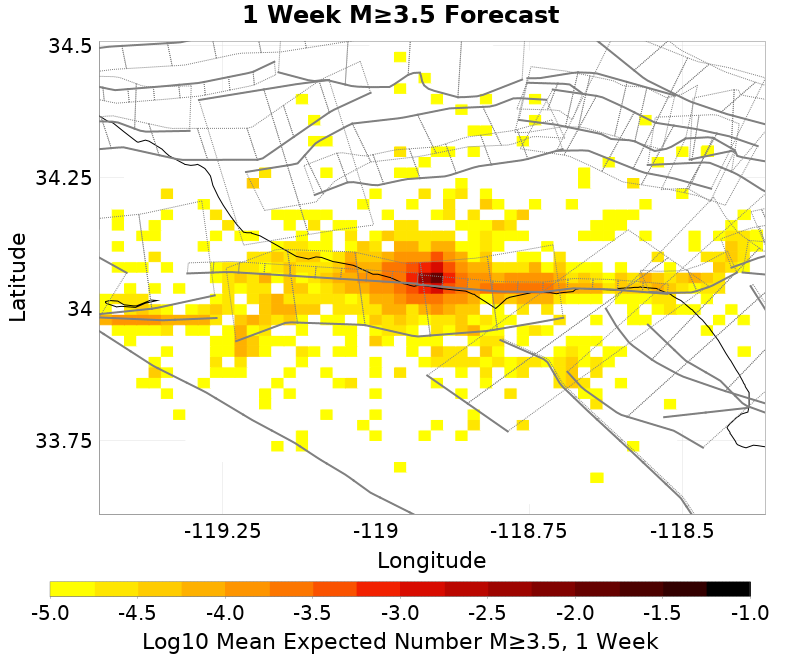 1 Week M≥3.5 Forecast
34.5
34.25
34
33.75
Latitude
-119.25 -119 -118.75 -118.5
Longitude
-5.0 -4.5 -4.0 -3.5 -3.0 -2.5 -2.0 -1.5 -1.0
Log10 Mean Expected Number M≥3.5, 1 Week